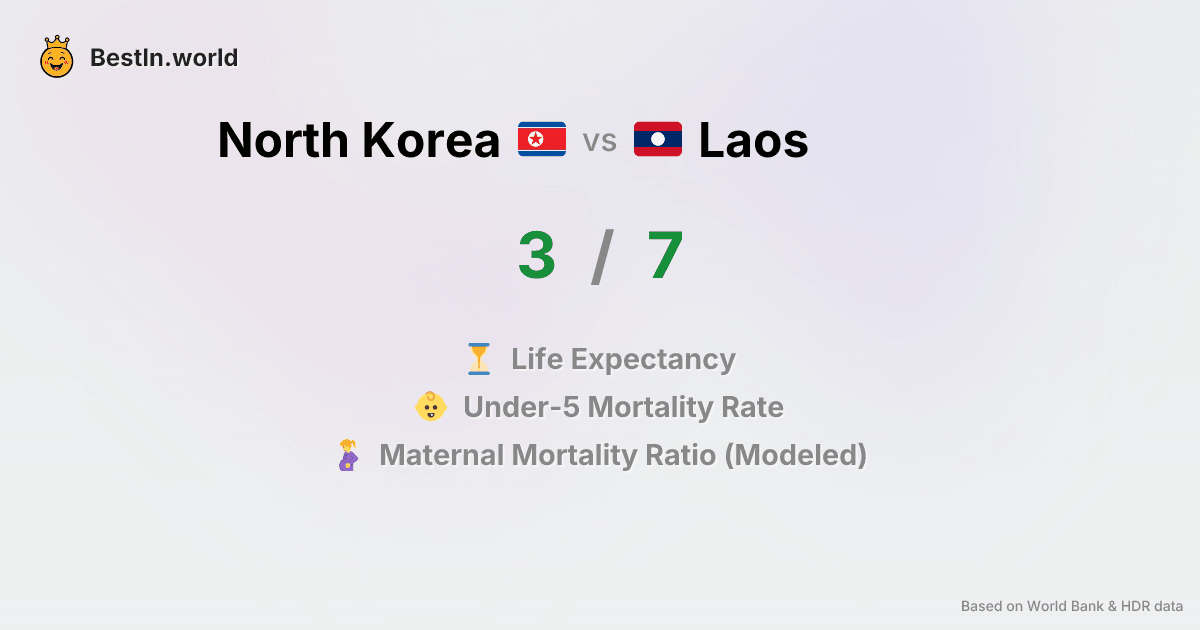 BestIn.world
North Korea vs Laos
3 / 7
Life Expectancy
Under-5 Mortality Rate
Maternal Mortality Ratio (Modeled)
Based on World Bank & HDR data